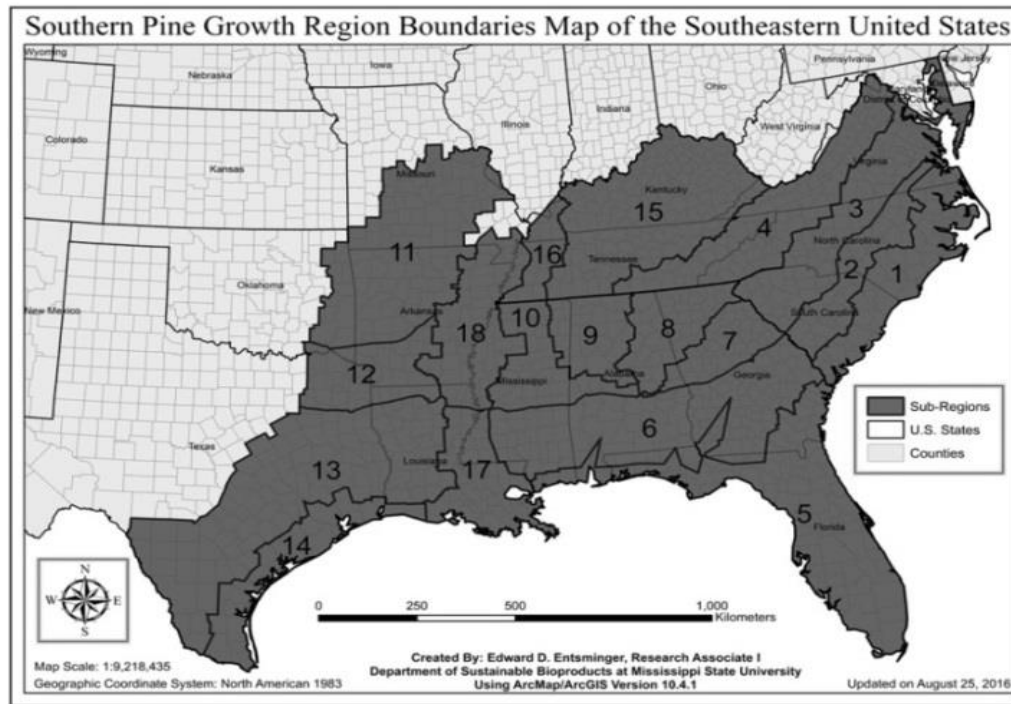 Southern Pine Growth Region Boundaries Map of the Southeastern United States
Wyoming
Nebraska
Iowa
Pennsylvania
New Jersey
Ohio
Illinois
Indiana
West Virginia
Colorado
Kansas
Missouri
Virginia
Kentucky
15
3
4
11
16
Tennessee
North Carolina
2
1
Oklahoma
New Mexico
Arkansas
South Carolina
18
10
9
8
7
12
Mississippi
Alabama
Georgia
Sub-Regions
U.S. States
Counties
6
Texas
13
Louisiana
17
5
Florida
14
N
W
E
S
0
250
500
1,000
Kilometers
Created By: Edward D. Entsminger, Research Associate I
Department of Sustainable Bioproducts at Mississippi State University
Using ArcMap/ArcGIS Version 10.4.1
Map Scale: 1:9,218,435
Geographic Coordinate System: North American 1983
Updated on August 25, 2016